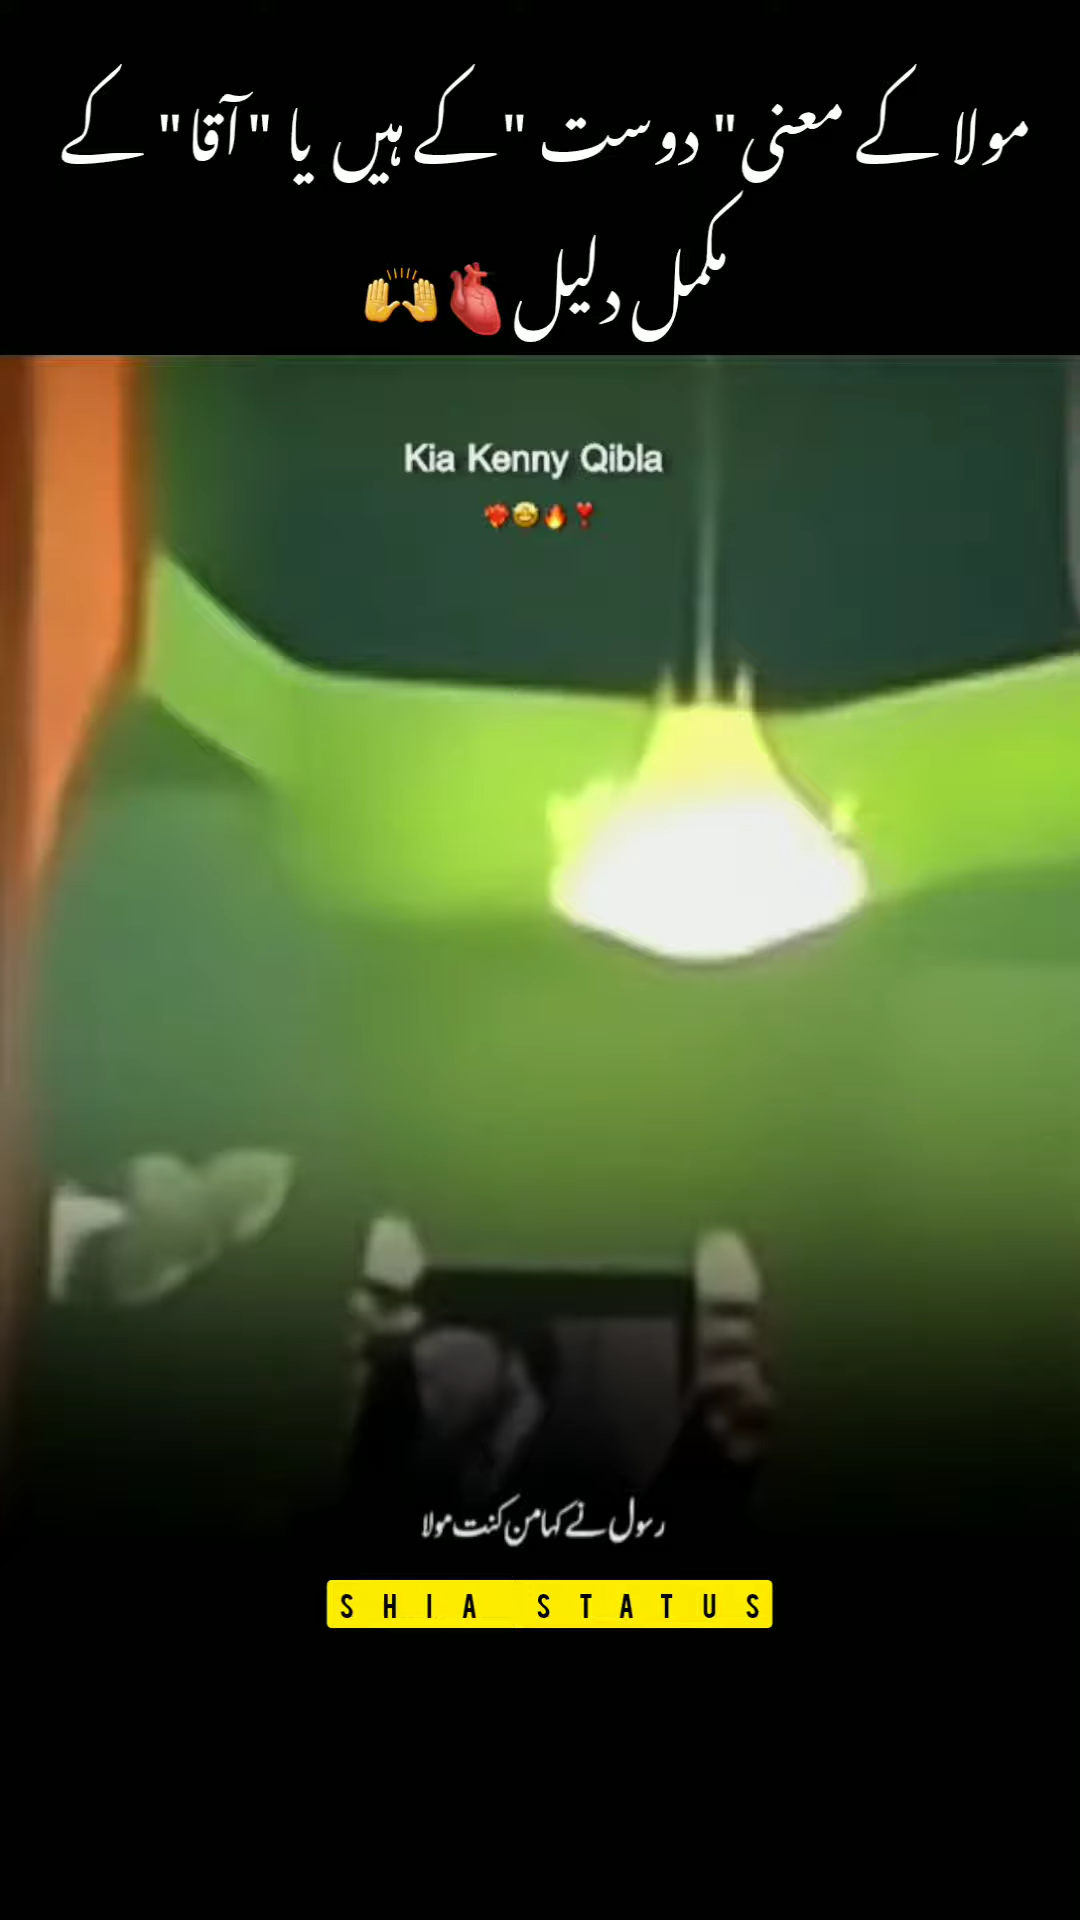 مولا کے معنی" دوست "کے ہیں یا "آقا" کے
مکمل دلیل🫀🙌
Kia Kenny Qibla
❤️‍🔥🤩🔥❣️
رسول نے کہا من کنت مولا
SHIA STATUS